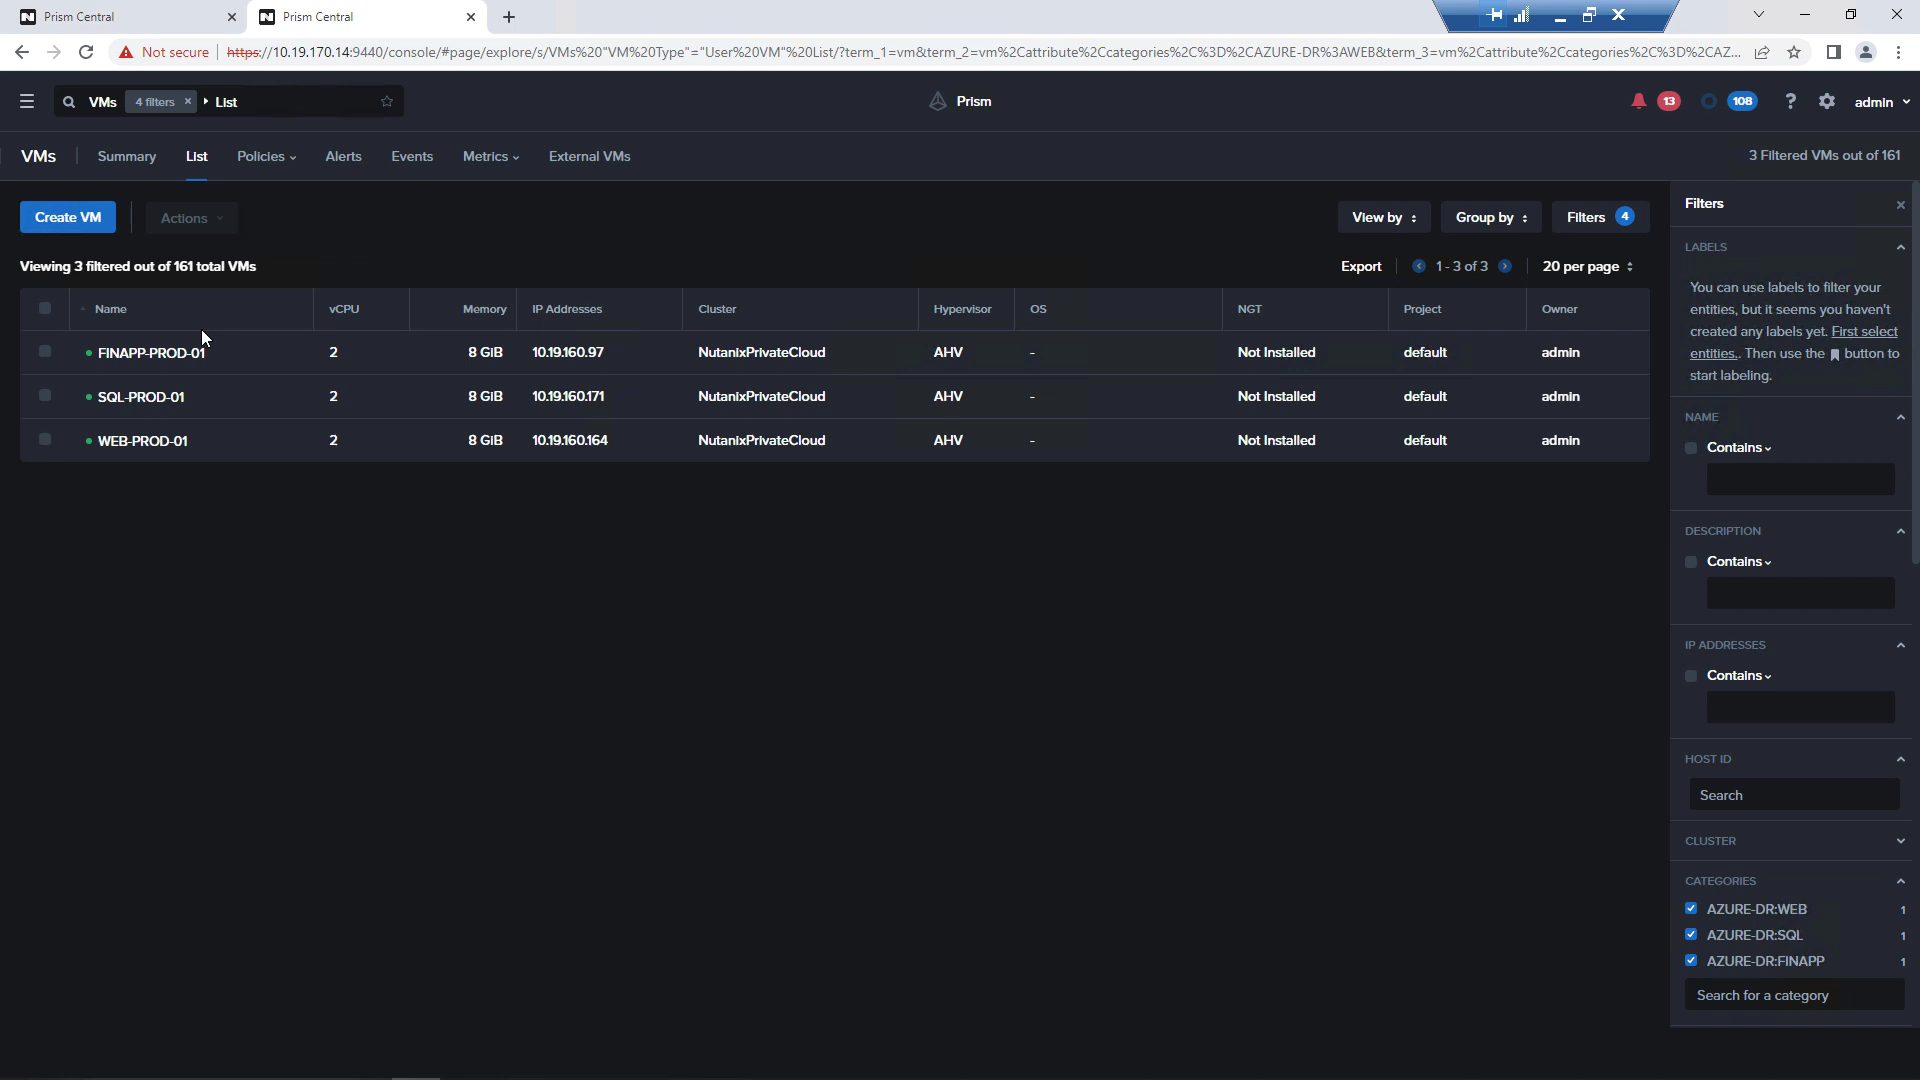 Prism Central
Prism Central
Not secure https://10.19.170.14:9440/console/#page/explore/s/VMs%20"VM%20Type"="User%20VM"%20List/?term_1=vm&term_2=vm%2Cattribute%2Ccategories%2C%3D%2CAZURE-DR%3AWEB&term_3=vm%2Cattribute%2Ccategories%2C%3D%2CAZ...
VMs 4 filters × List
Prism
13 108 ? admin
VMs Summary List Policies Alerts Events Metrics External VMs
3 Filtered VMs out of 161
Create VM Actions
View by Group by Filters 4
Viewing 3 filtered out of 161 total VMs
Export 1 - 3 of 3 20 per page
Name vCPU Memory IP Addresses Cluster Hypervisor OS NGT Project Owner
FINAPP-PROD-01 2 8 GiB 10.19.160.97 NutanixPrivateCloud AHV - Not Installed default admin
SQL-PROD-01 2 8 GiB 10.19.160.171 NutanixPrivateCloud AHV - Not Installed default admin
WEB-PROD-01 2 8 GiB 10.19.160.164 NutanixPrivateCloud AHV - Not Installed default admin
Filters
LABELS
You can use labels to filter your
entities, but it seems you haven't
created any labels yet. First select
entities.. Then use the button to
start labeling.
NAME
Contains
DESCRIPTION
Contains
IP ADDRESSES
Contains
HOST ID
Search
CLUSTER
CATEGORIES
AZURE-DR:WEB 1
AZURE-DR:SQL 1
AZURE-DR:FINAPP 1
Search for a category